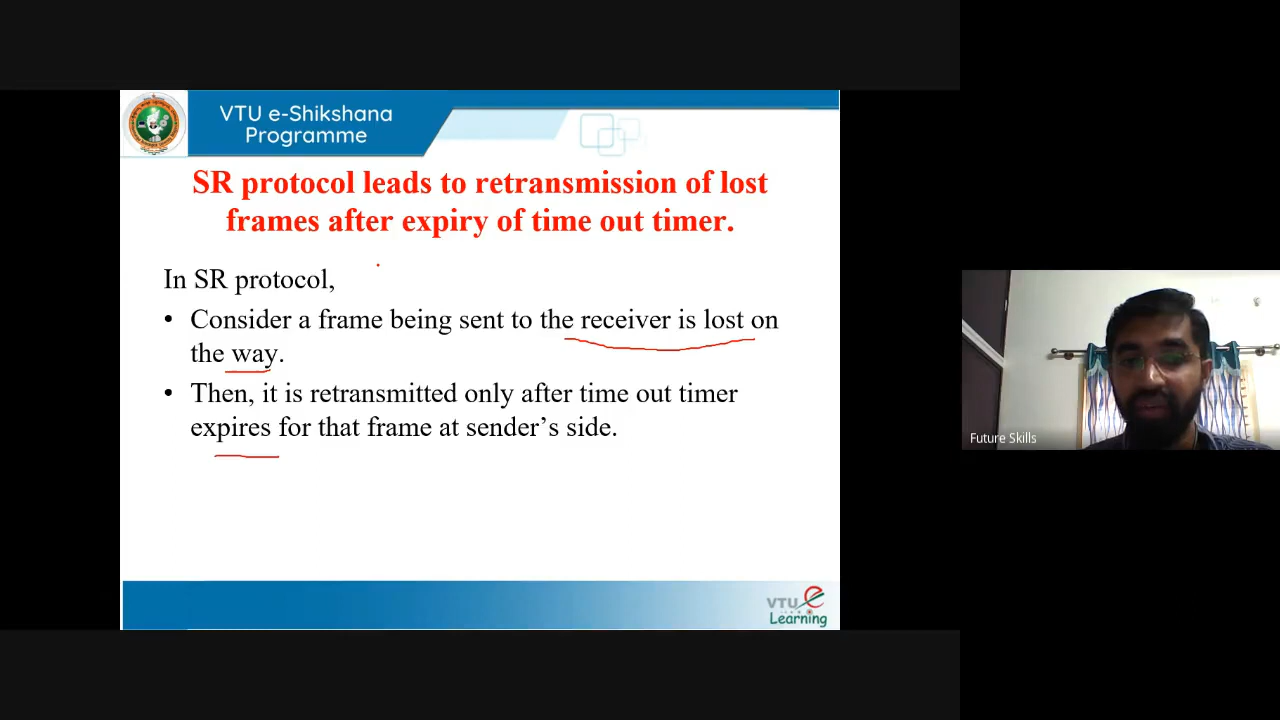 VTU e-Shikshana
Programme
SR protocol leads to retransmission of lost
frames after expiry of time out timer.
In SR protocol,
• Consider a frame being sent to the receiver is lost on
the way.
• Then, it is retransmitted only after time out timer
expires for that frame at sender’s side.
VTU e
Learning
Future Skills